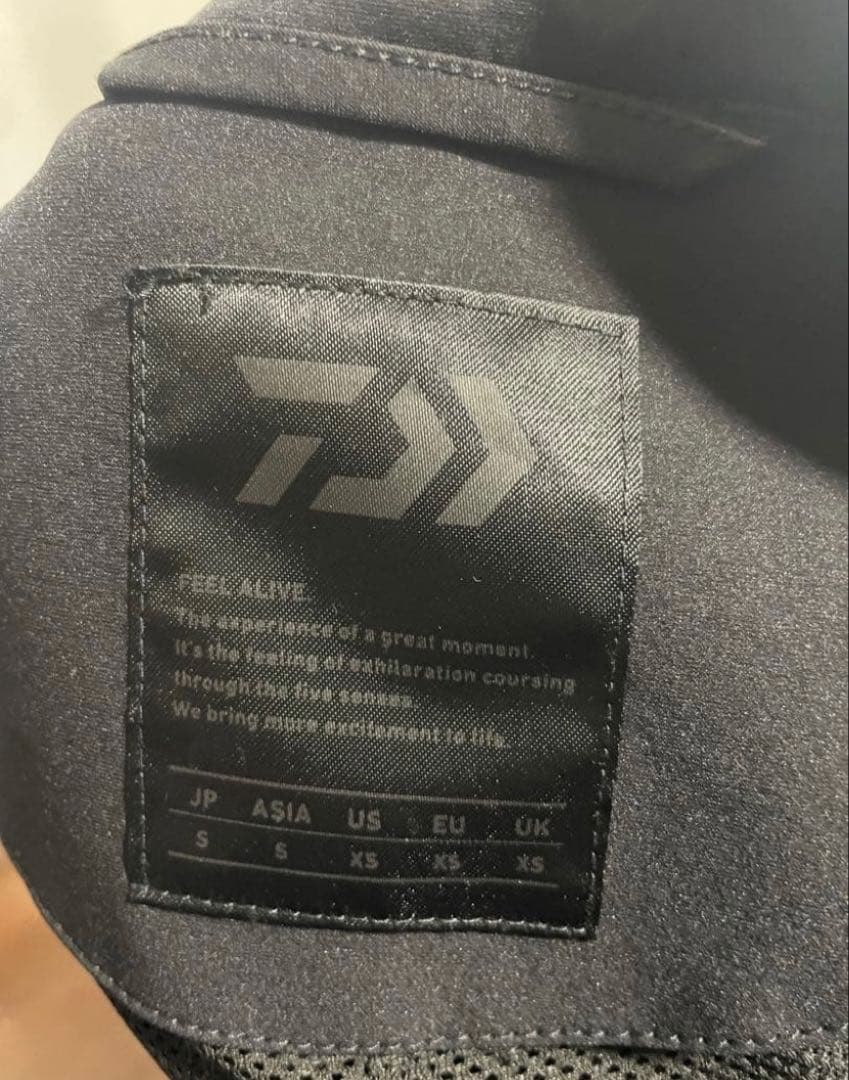 FEEL ALIVE.
The experience of a great moment.
It's the feeling of exhilaration coursing
through the five senses.
We bring more excitement to life.
JP ASIA US EU UK
S S XS XS XS